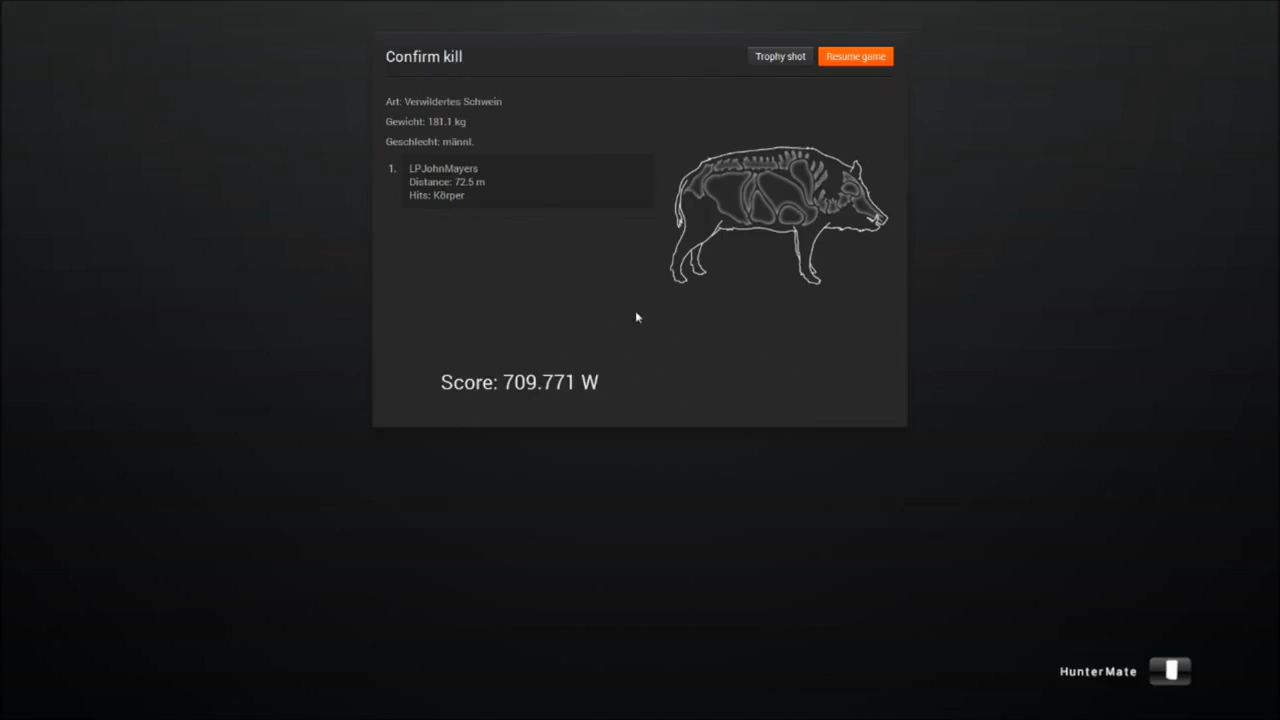 Confirm kill
Trophy shot
Resume game
Art: Verwildertes Schwein
Gewicht: 181.1 kg
Geschlecht: männl.
1. LPJohnMayers
Distance: 72.5 m
Hits: Körper
Score: 709.771 W
HunterMate